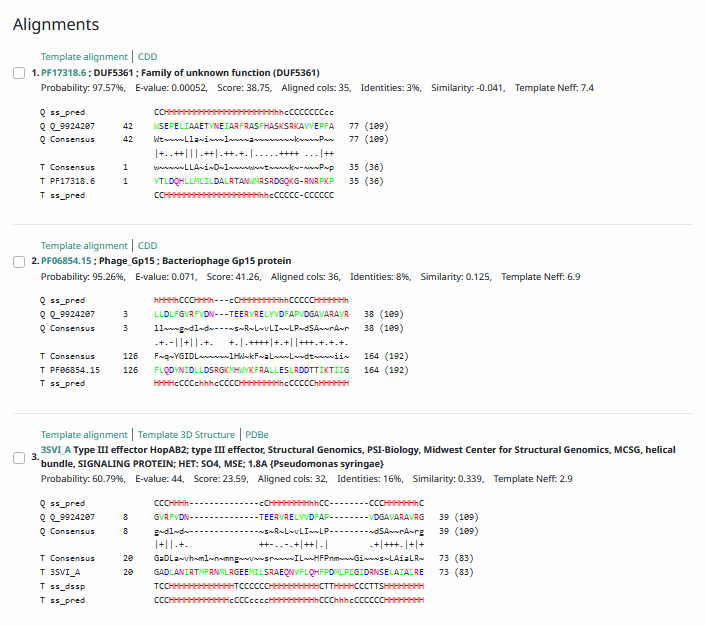 Alignments
Template alignment | CDD
1. PF17318.6 ; DUF5361 ; Family of unknown function (DUF5361)
Probability: 97.57%, E-value: 0.00052, Score: 38.75, Aligned cols: 35, Identities: 3%, Similarity: -0.041, Template Neff: 7.4
Q ss_pred CCHHHHHHHHHHHHHHHHHHHHHHhhcCCCCCCCcc
Q Q_9924207 42 WSEPELIAAETYNEIARFRASFHASKSRKAVYEPFA 77 (109)
Q Consensus 42 Wt~~~~Lla~i~~~l~~~~a~~~~~~~~~k~~~~P~~ 77 (109)
|+..++|||.++|.++.+.|.....++++ ...|++
T Consensus 1 w~~~~~LLA~i~D~l~~~~w~~t~~~~k~-~~~P~p 35 (36)
T PF17318.6 1 YTLDQHLLMLILDALRTANWMRSRDGQKG-RNRPKP 35 (36)
T ss_pred CCHHHHHHHHHHHHHHHHHHHhhcCCCCC-CCCCCC
Template alignment | CDD
2. PF06854.15 ; Phage_Gp15 ; Bacteriophage Gp15 protein
Probability: 95.26%, E-value: 0.071, Score: 41.26, Aligned cols: 36, Identities: 8%, Similarity: 0.125, Template Neff: 6.9
Q ss_pred hHHHhCCCHHHh---cCHHHHHHHHhhCCCCCHHHHHHh
Q Q_9924207 3 LLDLFGVRFVDN---TEERVRELYVDFAPVDGAVARAVR 38 (109)
Q Consensus 3 ll~~~g~dl~d~---~s~R~L~vLI~~LP~dSA~~rA~r 38 (109)
.+.-||+||.+. +.|.++++|+.+||+++.+.+.+.
T Consensus 126 F~q~YGIDL~~~~~~~lHW~kF~aL~~~L~~dt~~~~ii~ 164 (192)
T PF06854.15 126 FLQDYNIDLLDSRGKMHWYKFRALLESLRDDTTIKTIIG 164 (192)
T ss_pred HHHHcCCCchhhcCCCCHHHHHHHHHhcCCCCChHHHHHH
Template alignment | Template 3D Structure | PDBe
3. 3SVI_A Type III effector HopAB2; type III effector, Structural Genomics, PSI-Biology, Midwest Center for Structural Genomics, MCSG, helical
bundle, SIGNALING PROTEIN; HET: SO4, MSE; 1.8A {Pseudomonas syringae}
Probability: 60.79%, E-value: 44, Score: 23.59, Aligned cols: 32, Identities: 16%, Similarity: 0.339, Template Neff: 2.9
Q ss_pred CCCHHHh--------------cCHHHHHHHHhhCC--------CCCHHHHHHhC
Q Q_9924207 8 GVRFVDN--------------TEERVRELYVDFAP--------VDGAVARAVRG 39 (109)
Q Consensus 8 g~dl~d~--------------~s~R~L~vLI~~LP--------~dSA~~rA~rg 39 (109)
|+||.+. ++.-..+|++|.| .+|++.|+|+
T Consensus 20 GaDLa~vh~ml~n~mng~~v~~sr~~~~IL~~HFPnm~~~Gi~~~s~LAiaLR~ 73 (83)
T 3SVI_A 20 GADLANIRTMFRNMLRGEEMILSRAEQNVFLQHFPDMLPCGIDRNSELAIALRE 73 (83)
T ss_dssp TCCHHHHHHHHHHHHTTCCCCCCHHHHHHHHHHCTTHHHHCCCTTSHHHHHHHH
T ss_pred CCCHHHHHHHHHHHHHcCCCccccHHHHHHHHHHhCCChhhcCCCCCCHHHHHHHH